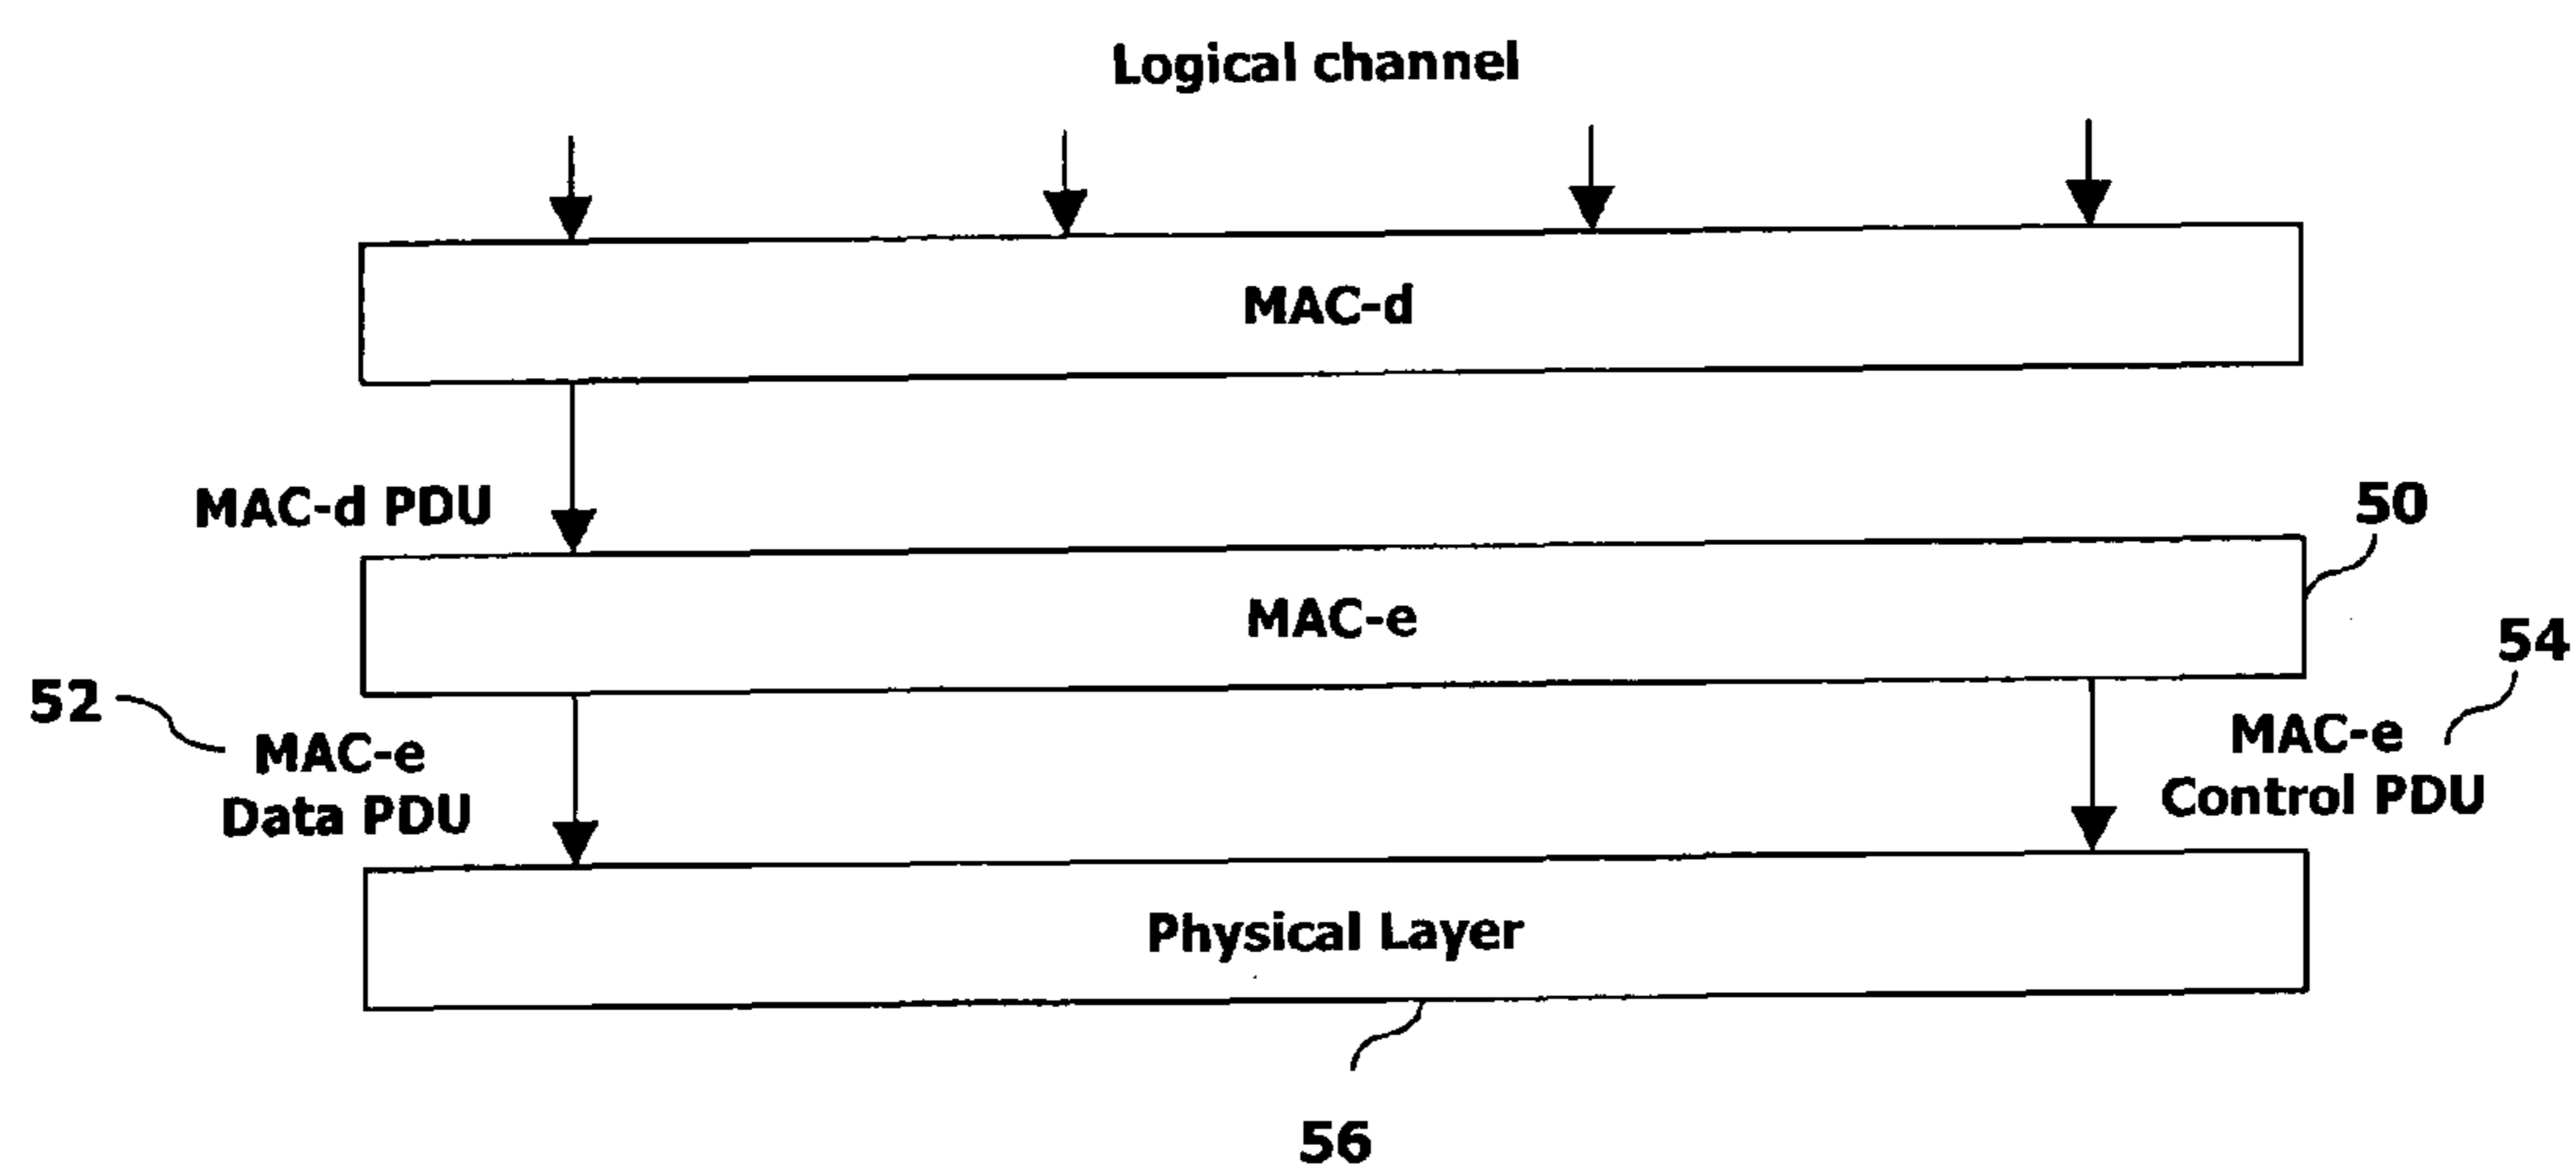 Logical channel
MAC-d
MAC-d PDU
50
MAC-e
54
52
MAC-e
Data PDU
MAC-e
Control PDU
Physical Layer
56